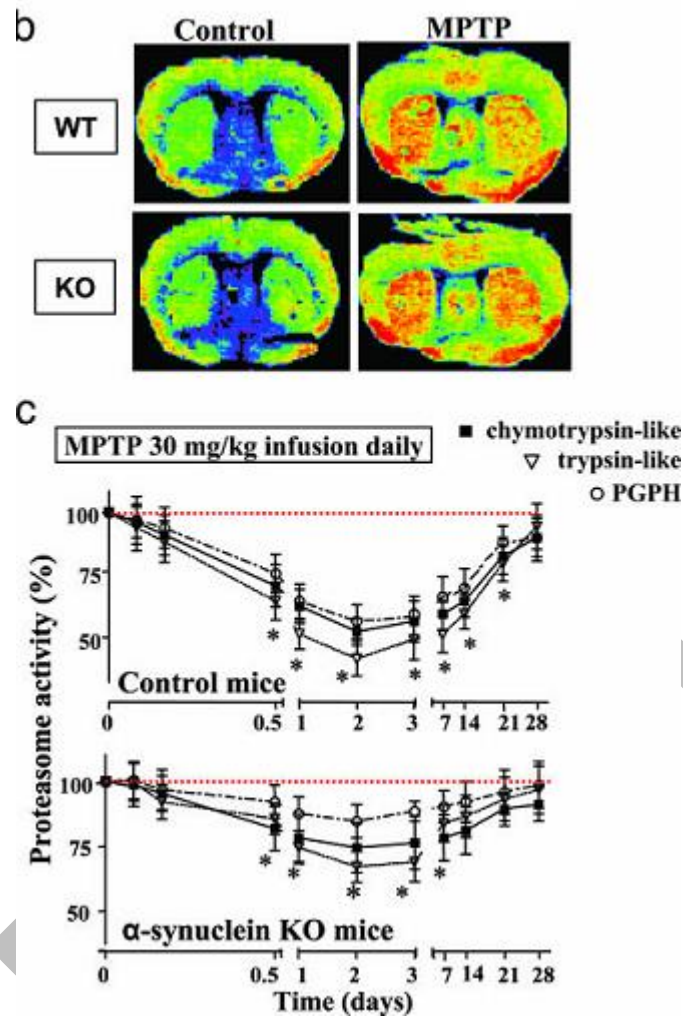 b
Control MPTP
WT
KO
c
MPTP 30 mg/kg infusion daily
■ chymotrypsin-like
▽ trypsin-like
○ PGPH
Proteasome activity (%)
100
75
50
* * * * * * *
Control mice
0 0.5 1 2 3 7 14 21 28
100
75
50
* * * * *
α-synuclein KO mice
0 0.5 1 2 3 7 14 21 28
Time (days)